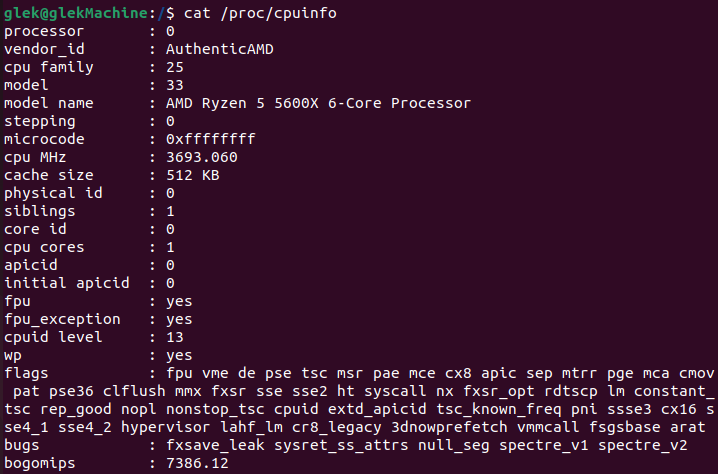 glek@glekMachine:/$ cat /proc/cpuinfo
processor : 0
vendor_id : AuthenticAMD
cpu family : 25
model : 33
model name : AMD Ryzen 5 5600X 6-Core Processor
stepping : 0
microcode : 0xffffffff
cpu MHz : 3693.060
cache size : 512 KB
physical id : 0
siblings : 1
core id : 0
cpu cores : 1
apicid : 0
initial apicid : 0
fpu : yes
fpu_exception : yes
cpuid level : 13
wp : yes
flags : fpu vme de pse tsc msr pae mce cx8 apic sep mtrr pge mca cmov
pat pse36 clflush mmx fxsr sse sse2 ht syscall nx fxsr_opt rdtscp lm constant_
tsc rep_good nopl nonstop_tsc cpuid extd_apicid tsc_known_freq pni ssse3 cx16 s
se4_1 sse4_2 hypervisor lahf_lm cr8_legacy 3dnowprefetch vmmcall fsgsbase arat
bugs : fxsave_leak sysret_ss_attrs null_seg spectre_v1 spectre_v2
bogomips : 7386.12